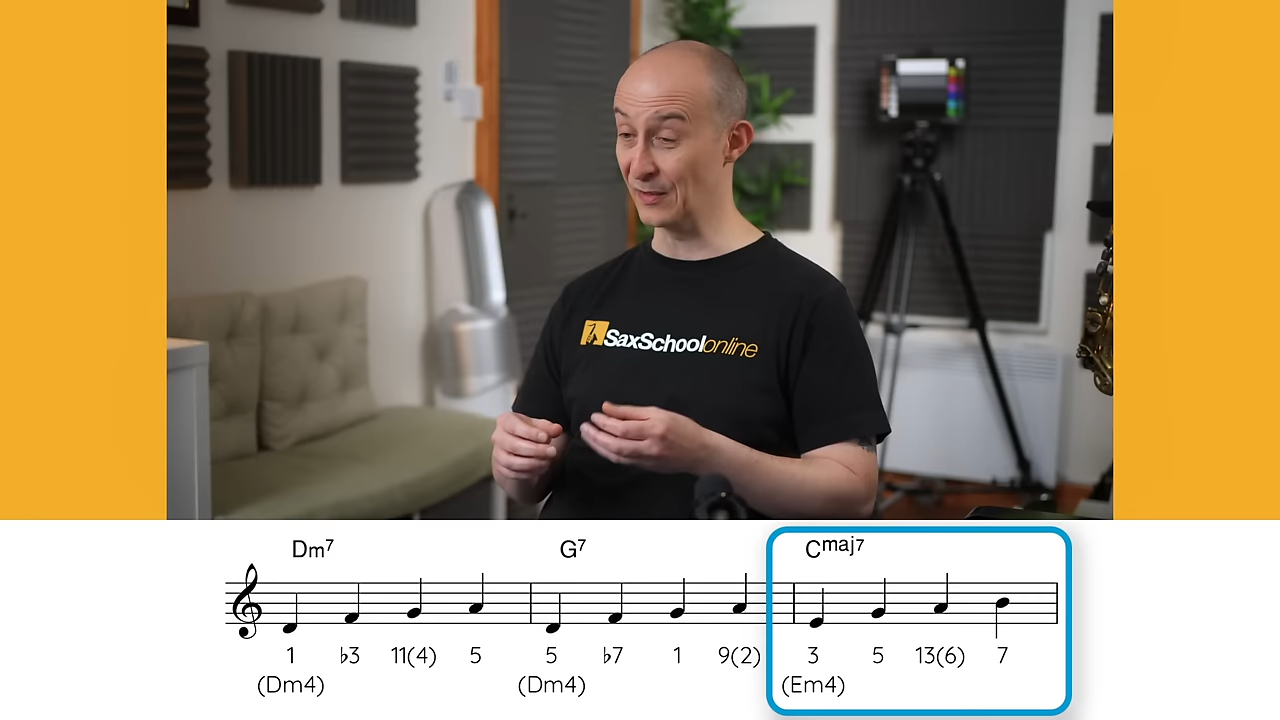 SaxSchoolonline
Dm7 G7 Cmaj7
1 ♭3 11(4) 5 5 ♭7 1 9(2) 3 5 13(6) 7
(Dm4) (Dm4) (Em4)